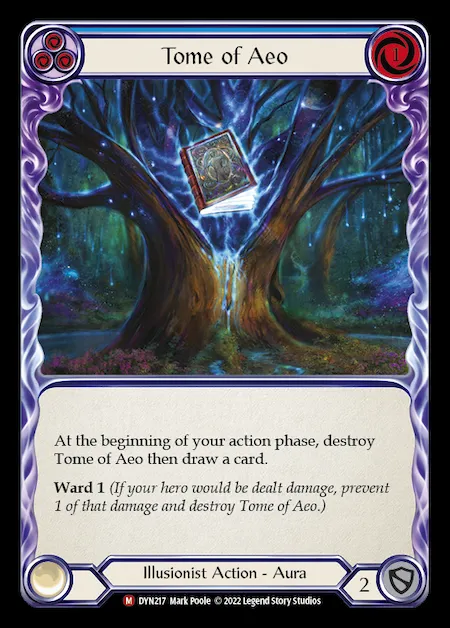 Tome of Aeo
1
At the beginning of your action phase, destroy
Tome of Aeo then draw a card.
Ward 1 (If your hero would be dealt damage, prevent
1 of that damage and destroy Tome of Aeo.)
Illusionist Action - Aura
2
M DYN217 Mark Poole © 2022 Legend Story Studios